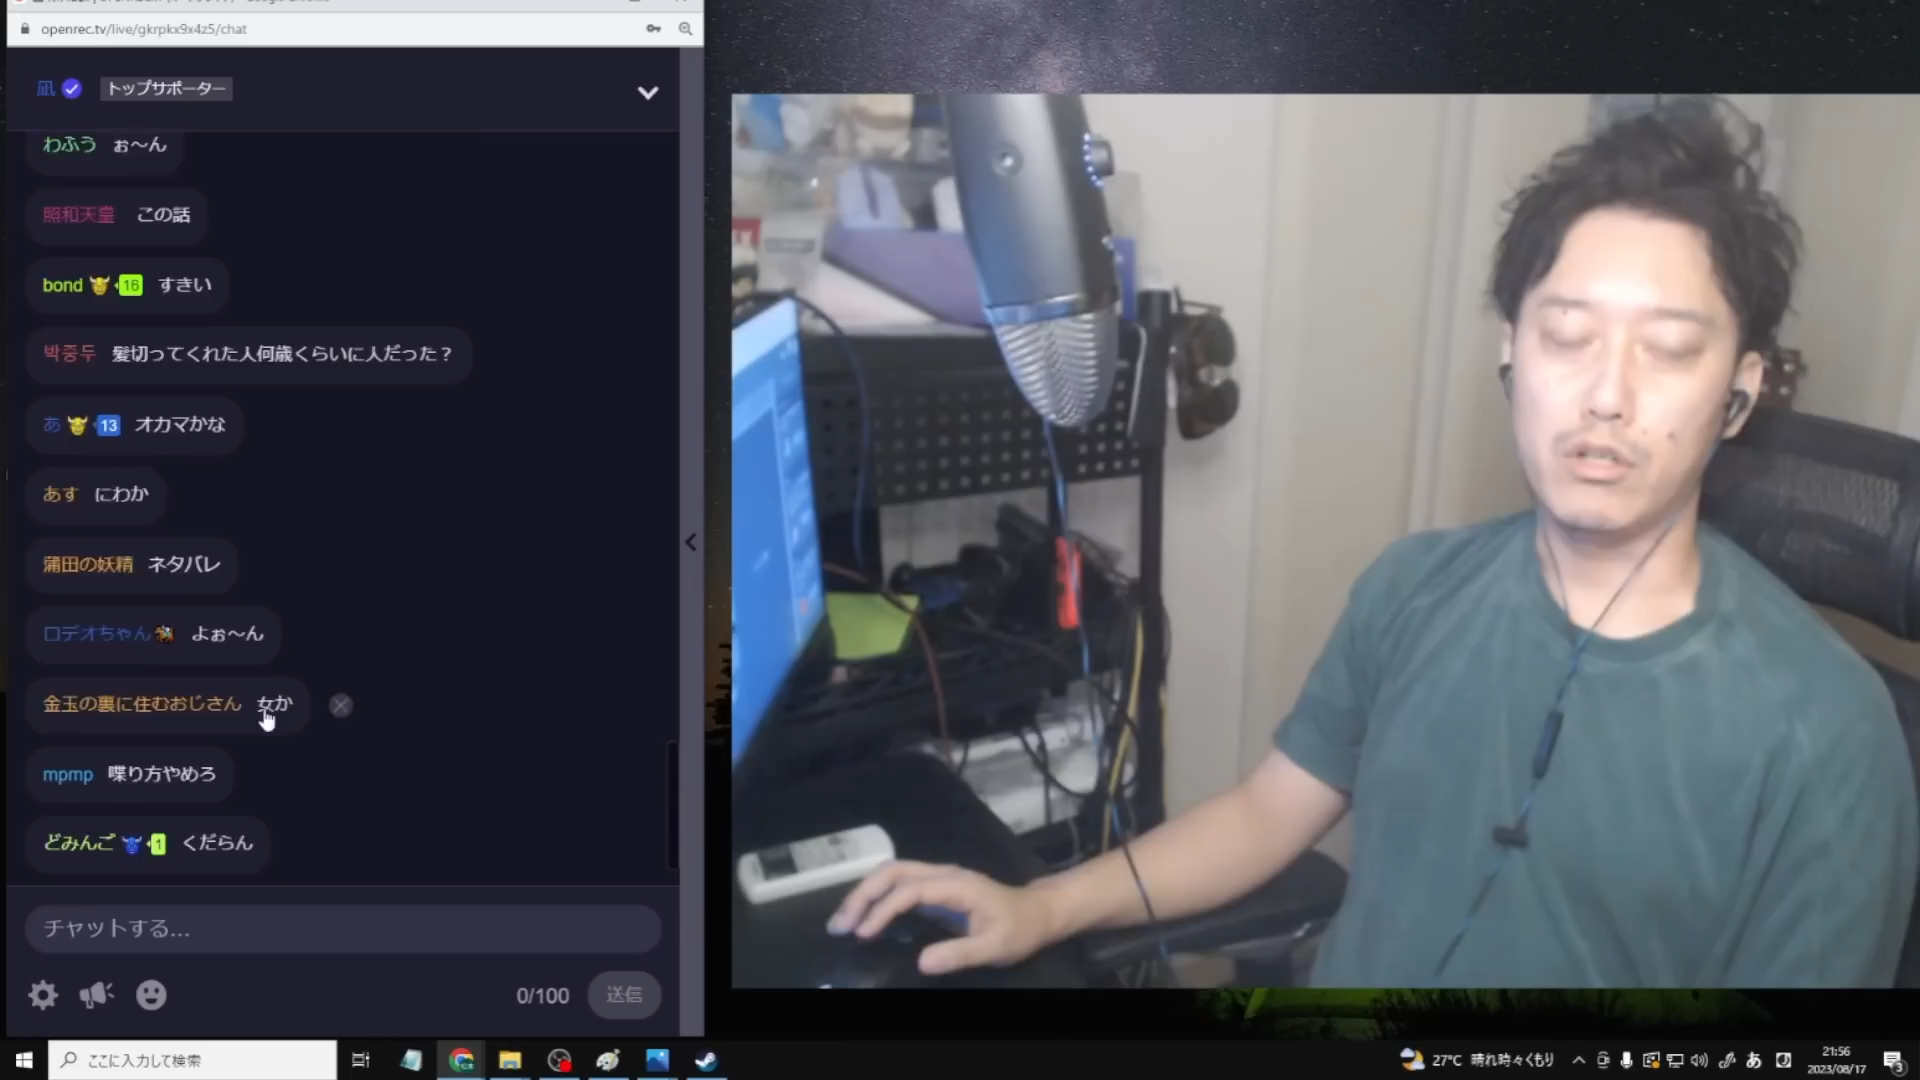 openrec.tv/live/gkrpkx9x4z5/chat
凪 トップサポーター
わふう ぉ〜ん
昭和天皇 この話
bond 16 すきい
박중두 髪切ってくれた人何歳くらいに人だった？
あ 13 オカマかな
あす にわか
蒲田の妖精 ネタバレ
ロデオちゃん よぉ〜ん
金玉の裏に住むおじさん 女か
mpmp 喋り方やめろ
どみんご 1 くだらん
チャットする...
0/100 送信
ここに入力して検索
27°C 晴れ時々くもり
あ
21:56
2023/08/17
3